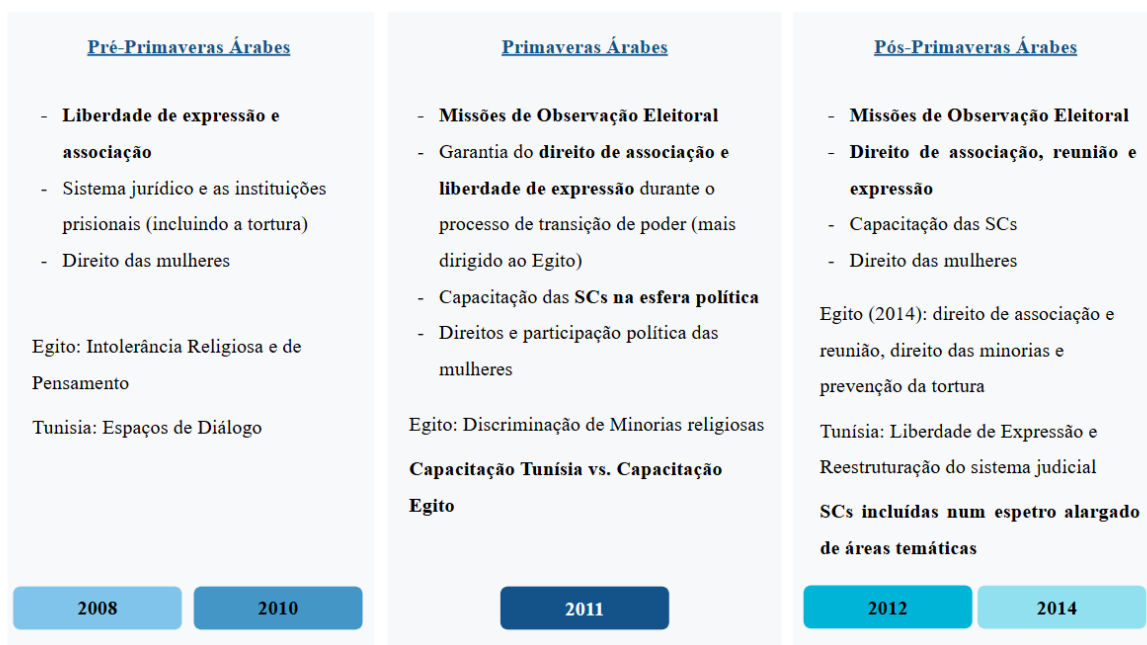 Pré-Primaveras Árabes
- Liberdade de expressão e
associação
- Sistema jurídico e as instituições
prisionais (incluindo a tortura)
- Direito das mulheres
Egito: Intolerância Religiosa e de
Pensamento
Tunisia: Espaços de Diálogo
2008
2010
Primaveras Árabes
- Missões de Observação Eleitoral
- Garantia do direito de associação e
liberdade de expressão durante o
processo de transição de poder (mais
dirigido ao Egito)
- Capacitação das SCs na esfera política
- Direitos e participação política das
mulheres
Egito: Discriminação de Minorias religiosas
Capacitação Tunísia vs. Capacitação
Egito
2011
Pós-Primaveras Árabes
- Missões de Observação Eleitoral
- Direito de associação, reunião e
expressão
- Capacitação das SCs
- Direito das mulheres
Egito (2014): direito de associação e
reunião, direito das minorias e
prevenção da tortura
Tunísia: Liberdade de Expressão e
Reestruturação do sistema judicial
SCs incluídas num espetro alargado
de áreas temáticas
2012
2014